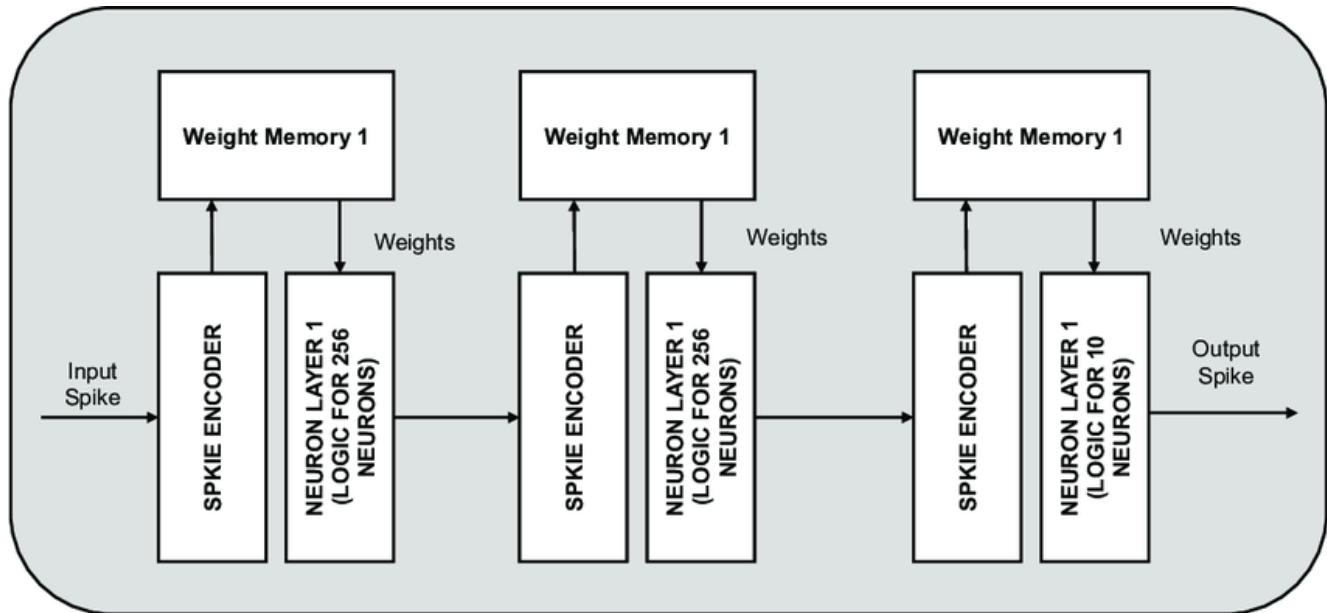 Weight Memory 1
Weight Memory 1
Weight Memory 1
Weights
Weights
Weights
Input
Spike
SPKIE ENCODER
NEURON LAYER 1
(LOGIC FOR 256
NEURONS)
SPKIE ENCODER
NEURON LAYER 1
(LOGIC FOR 256
NEURONS)
SPKIE ENCODER
NEURON LAYER 1
(LOGIC FOR 10
NEURONS)
Output
Spike